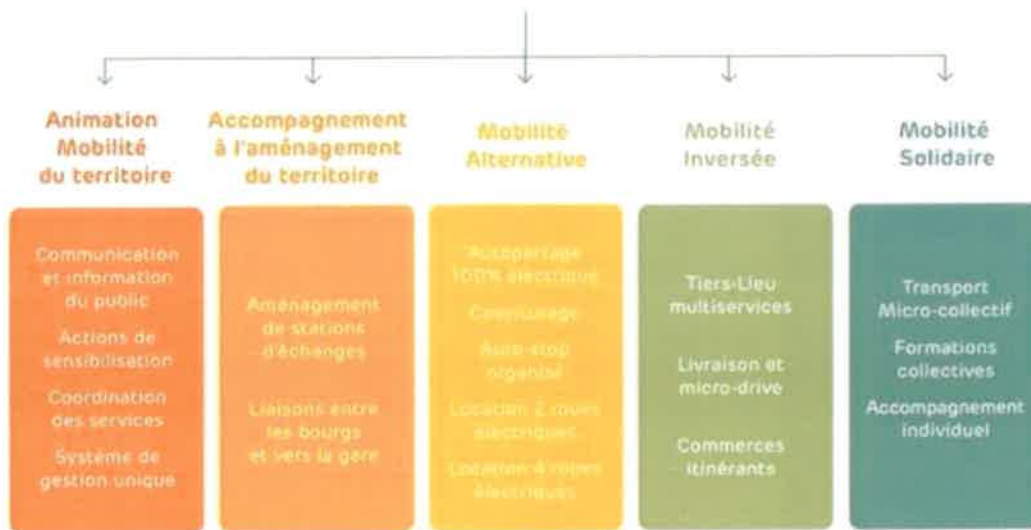 Animation
Mobilité
du territoire
Communication
et information
du public
Actions de
sensibilisation
Coordination
des services
Système de
gestion unique
Accompagnement
à l'aménagement
du territoire
Aménagement
de stations
d'échanges
Liaisons entre
les bourgs
et vers la gare
Mobilité
Alternative
Autopartage
100% électrique
Covoiturage
Auto-stop
organisé
Location 2 roues
électriques
Location 4 roues
électriques
Mobilité
Inversée
Tiers-Lieu
multiservices
Livraison et
micro-drive
Commerces
itinérants
Mobilité
Solidaire
Transport
Micro-collectif
Formations
collectives
Accompagnement
individuel